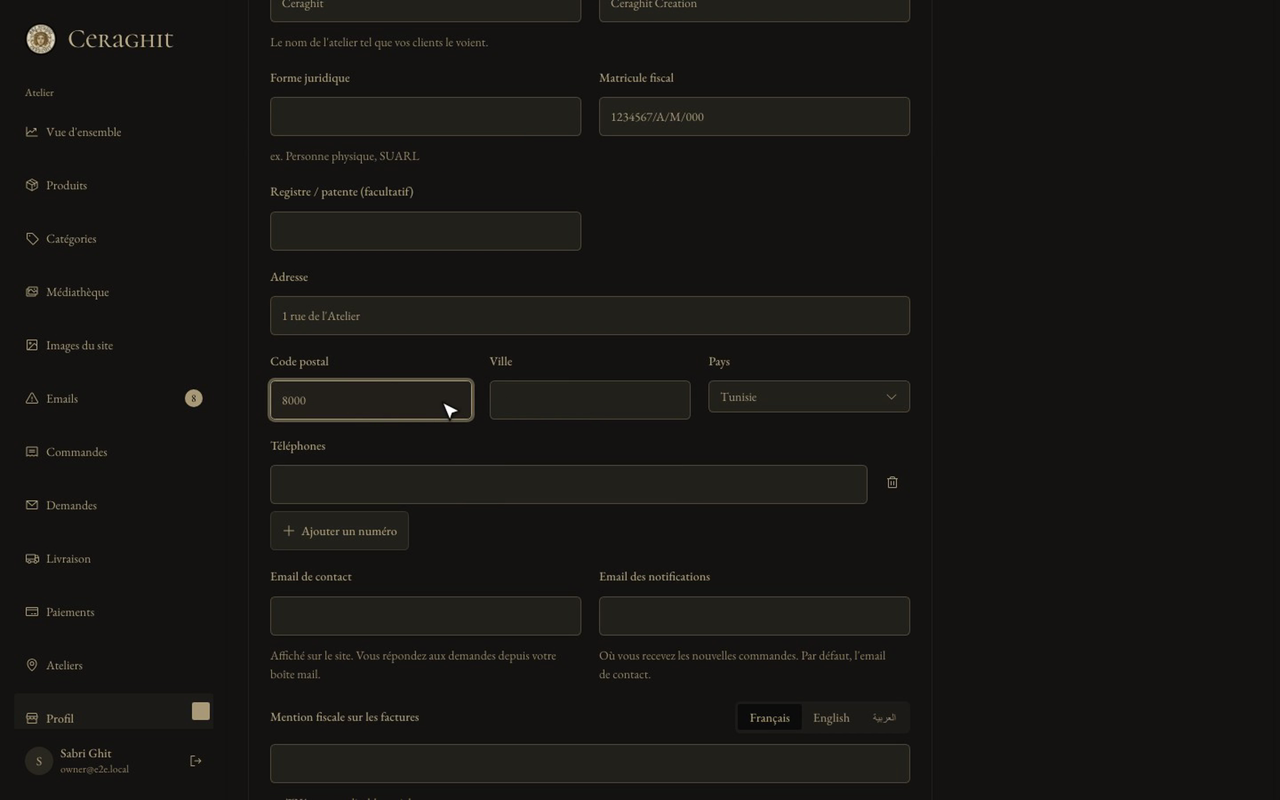 Ceraghit
Atelier
Vue d'ensemble
Produits
Catégories
Médiathèque
Images du site
Emails
8
Commandes
Demandes
Livraison
Paiements
Ateliers
Profil
S
Sabri Ghit
owner@e2e.local
Ceraghit
Ceraghit Creation
Le nom de l'atelier tel que vos clients le voient.
Forme juridique
Matricule fiscal
1234567/A/M/000
ex. Personne physique, SUARL
Registre / patente (facultatif)
Adresse
1 rue de l'Atelier
Code postal
Ville
Pays
8000
Tunisie
Téléphones
Ajouter un numéro
Email de contact
Email des notifications
Affiché sur le site. Vous répondez aux demandes depuis votre
boîte mail.
Où vous recevez les nouvelles commandes. Par défaut, l'email
de contact.
Mention fiscale sur les factures
Français
English
العربية